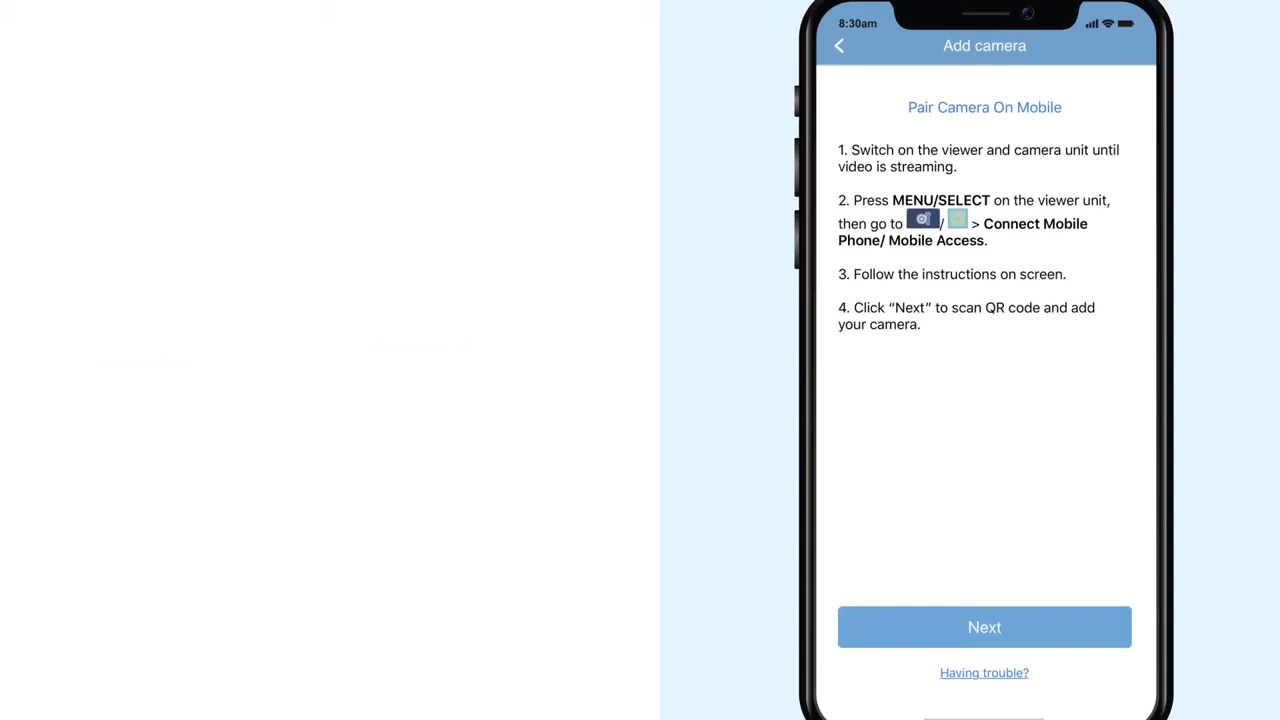 8:30am
Add camera
Pair Camera On Mobile
1. Switch on the viewer and camera unit until
video is streaming.
2. Press MENU/SELECT on the viewer unit,
then go to / > Connect Mobile
Phone/ Mobile Access.
3. Follow the instructions on screen.
4. Click “Next” to scan QR code and add
your camera.
Next
Having trouble?